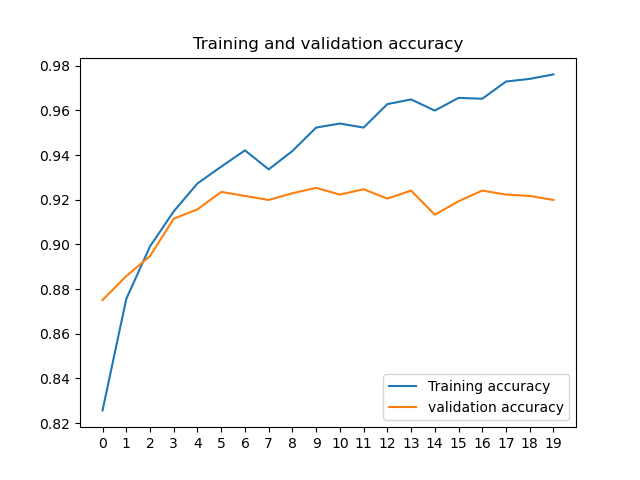 Training and validation accuracy
0.98
0.96
0.94
0.92
0.90
0.88
0.86
0.84
0.82
Training accuracy
validation accuracy
0 1 2 3 4 5 6 7 8 9 10 11 12 13 14 15 16 17 18 19